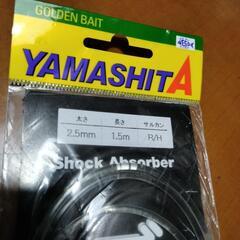 GOLDEN BAIT
YAMASHITA
太さ 長さ サルカン
2.5mm 1.5m R/H
Shock Absorber